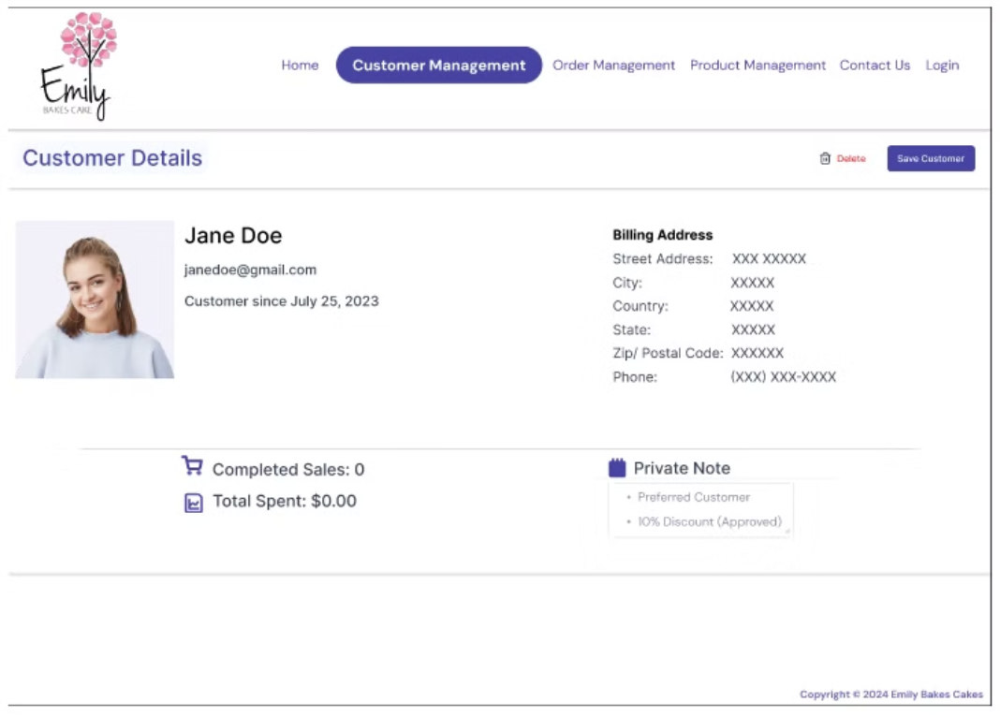 Emily
BAKES CAKE
Home Customer Management Order Management Product Management Contact Us Login
Customer Details
Delete Save Customer
Jane Doe
janedoe@gmail.com
Customer since July 25, 2023
Billing Address
Street Address: XXX XXXXX
City: XXXXX
Country: XXXXX
State: XXXXX
Zip/ Postal Code: XXXXXX
Phone: (XXX) XXX-XXXX
Completed Sales: 0
Total Spent: $0.00
Private Note
• Preferred Customer
• 10% Discount (Approved)
Copyright © 2024 Emily Bakes Cakes